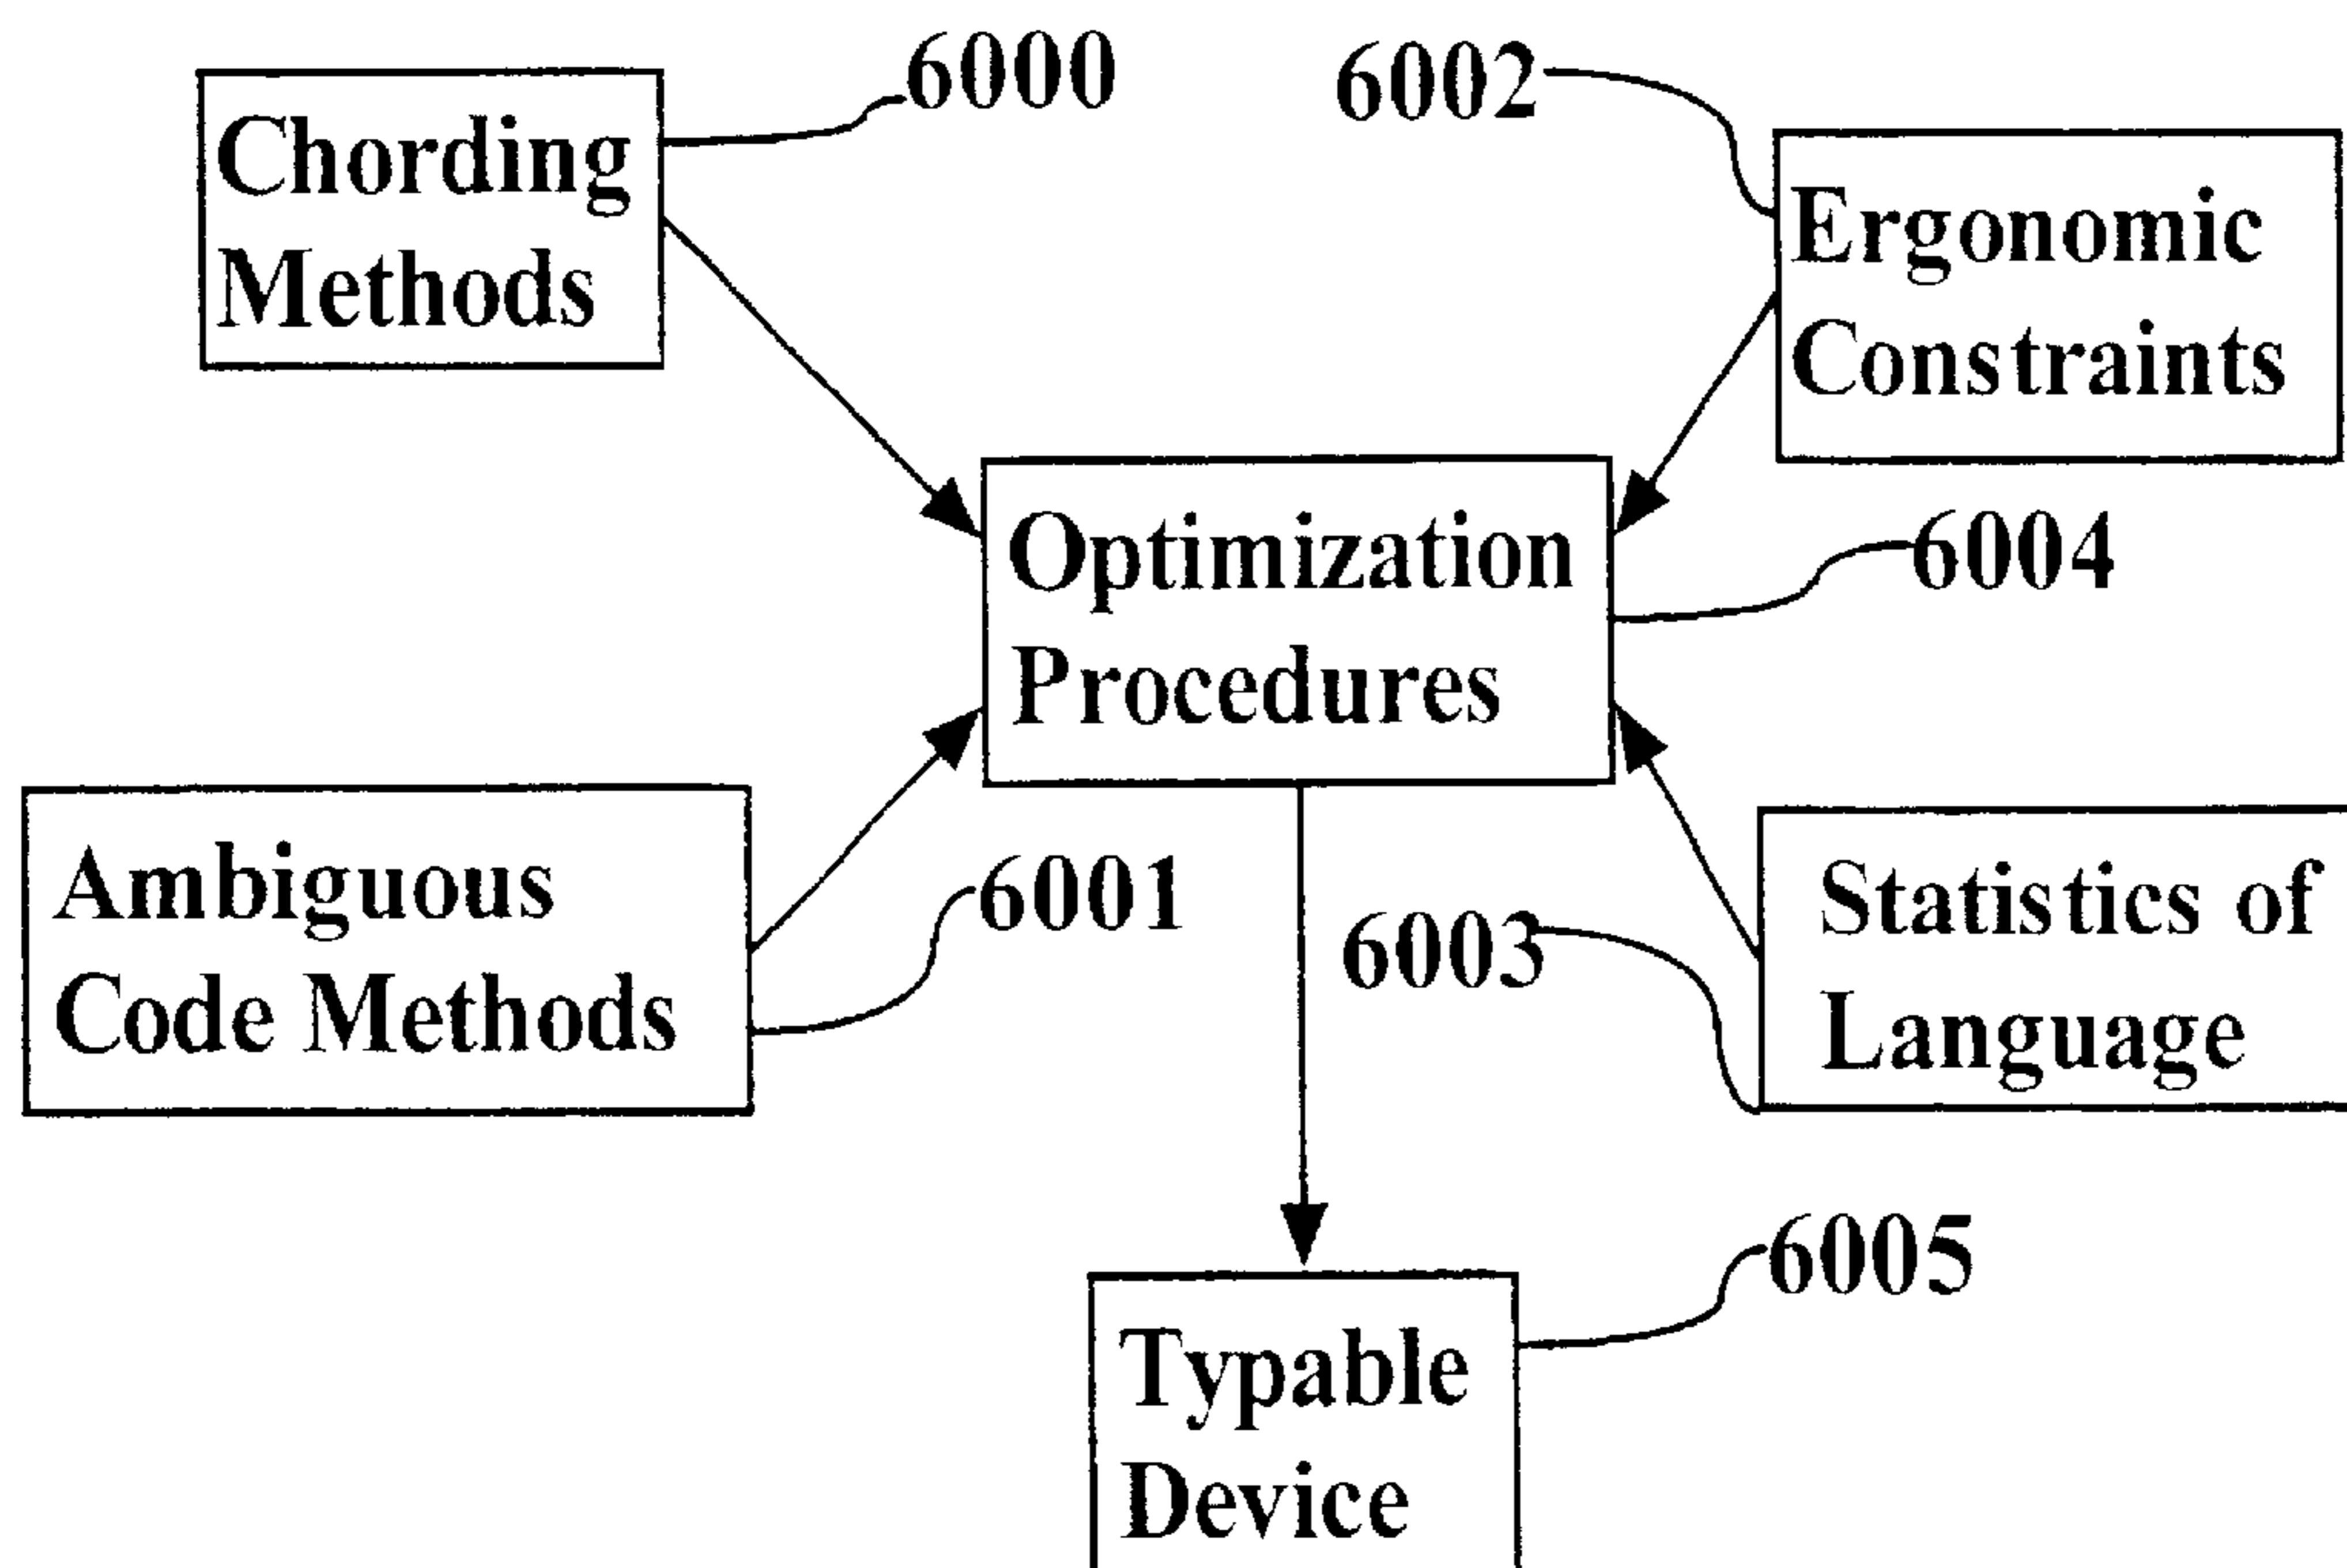 6000
6002
Chording
Methods
Ergonomic
Constraints
Optimization
Procedures
6004
Ambiguous
Code Methods
6001
6003
Statistics of
Language
6005
Typable
Device